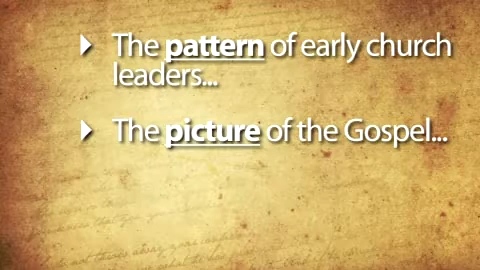 The pattern of early church
leaders...
The picture of the Gospel...